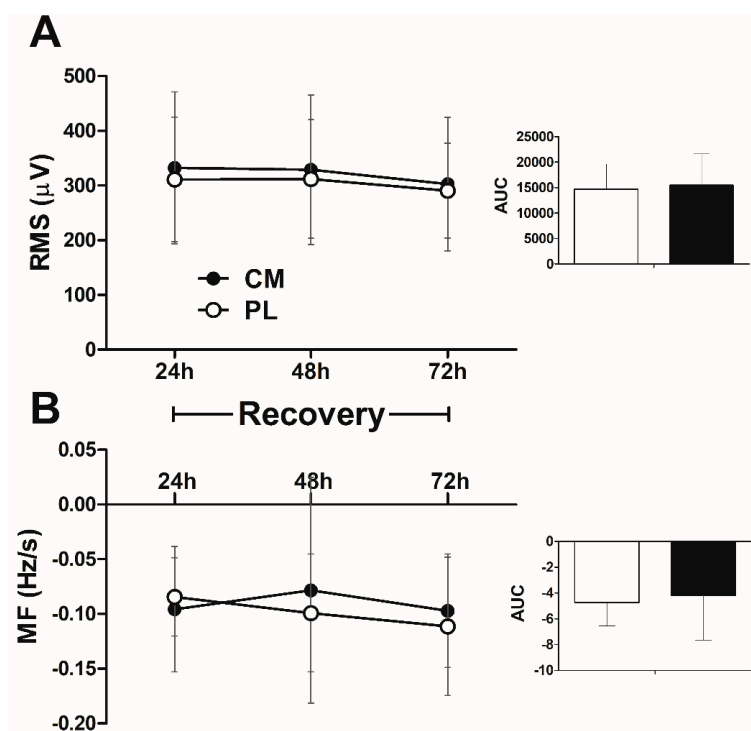 A
500
400
300
200
100
0
RMS (μV)
CM
PL
24h 48h 72h
25000
20000
15000
10000
5000
0
AUC
Recovery
B
0.05
0.00
-0.05
-0.10
-0.15
-0.20
MF (Hz/s)
24h 48h 72h
0
-2
-4
-6
-8
-10
AUC